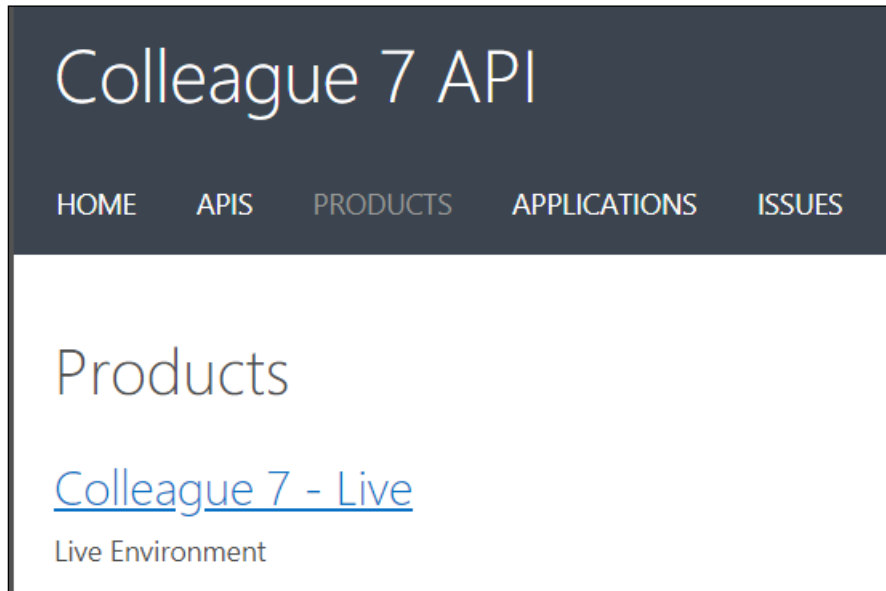 Colleague 7 API
HOME APIS PRODUCTS APPLICATIONS ISSUES
Products
Colleague 7 - Live
Live Environment